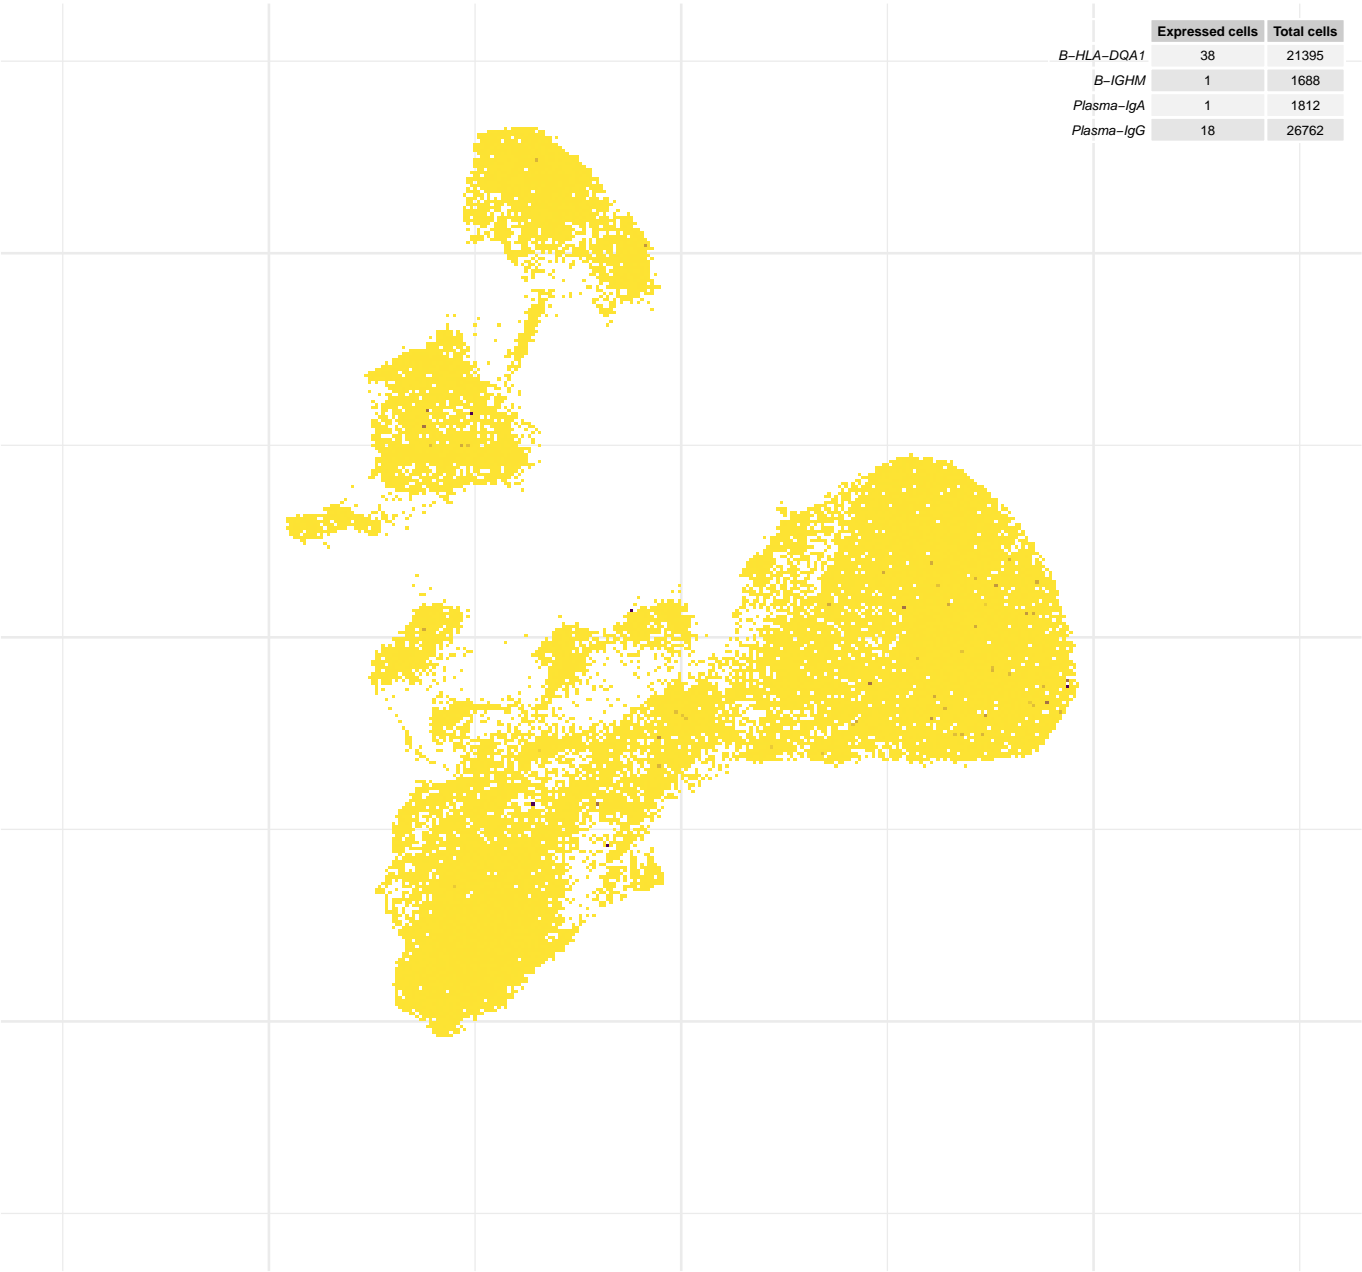 Expressed cells Total cells
B−HLA−DQA1 38 21395
B−IGHM 1 1688
Plasma−IgA 1 1812
Plasma−IgG 18 26762